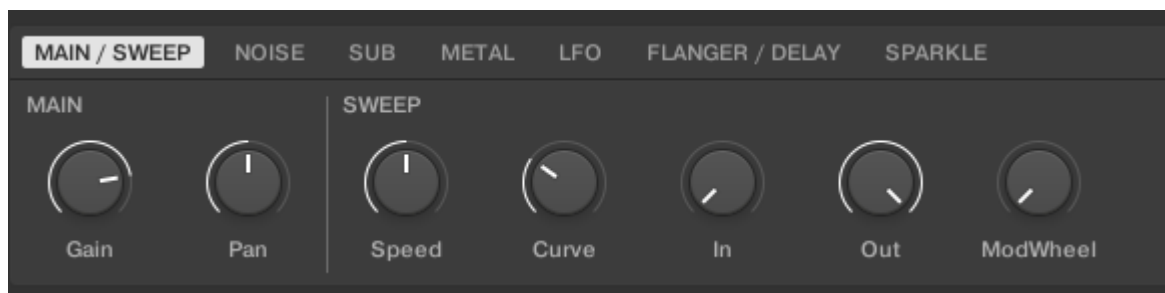 MAIN / SWEEP NOISE SUB METAL LFO FLANGER / DELAY SPARKLE
MAIN SWEEP
Gain Pan Speed Curve In Out ModWheel